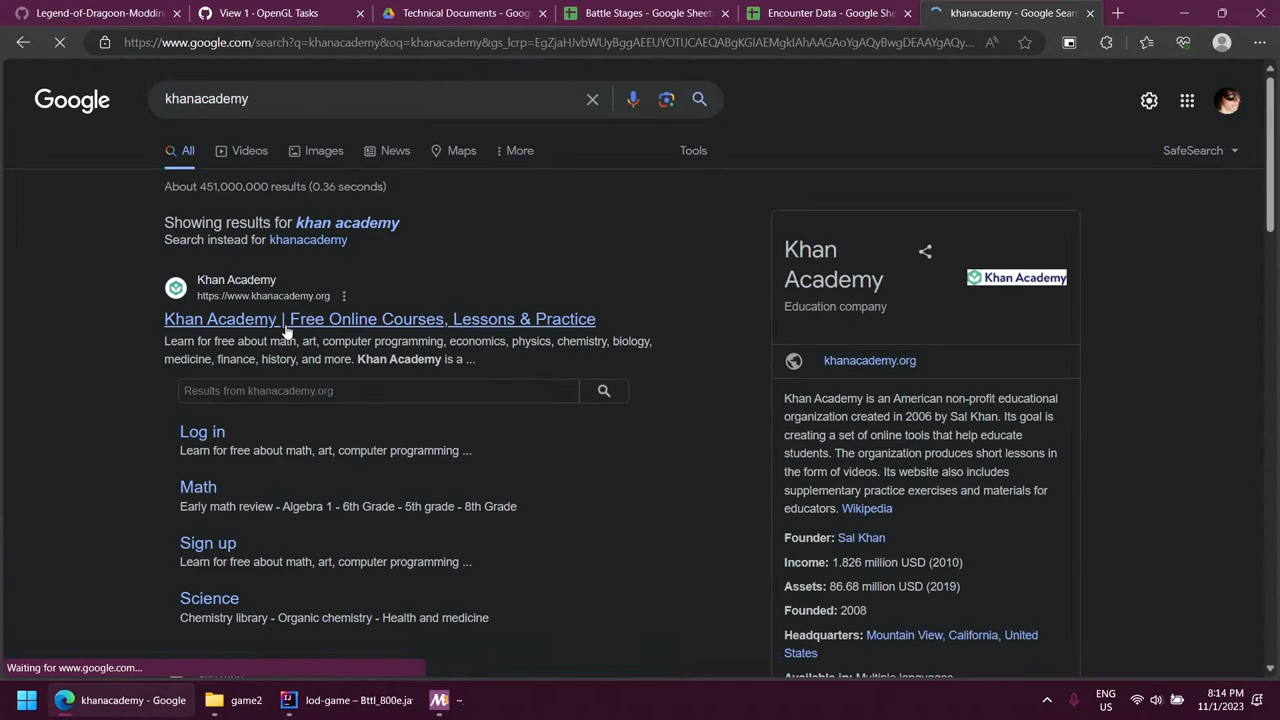 Legend-of-Dragoon-Modding
View 1 · OpenGL Tasks
Technical Documents - Goog
Battle Stages - Google Sheets
Encounter Data - Google She
khanacademy - Google Sear
https://www.google.com/search?q=khanacademy&oq=khanacademy&gs_lcrp=EgZjaHJvbWUyBggAEEUYOTIJCAEQABgKGIAEMgkIAhAAGAoYgAQyBwgDEAAYgAQy...
Google
khanacademy
All
Videos
Images
News
Maps
More
Tools
SafeSearch
About 451,000,000 results (0.36 seconds)
Showing results for khan academy
Search instead for khanacademy
Khan Academy
https://www.khanacademy.org
Khan Academy | Free Online Courses, Lessons & Practice
Learn for free about math, art, computer programming, economics, physics, chemistry, biology,
medicine, finance, history, and more. Khan Academy is a ...
Results from khanacademy.org
Log in
Learn for free about math, art, computer programming ...
Math
Early math review - Algebra 1 - 6th Grade - 5th grade - 8th Grade
Sign up
Learn for free about math, art, computer programming ...
Science
Chemistry library - Organic chemistry - Health and medicine
Khan
Academy
Khan Academy
Education company
khanacademy.org
Khan Academy is an American non-profit educational
organization created in 2006 by Sal Khan. Its goal is
creating a set of online tools that help educate
students. The organization produces short lessons in
the form of videos. Its website also includes
supplementary practice exercises and materials for
educators. Wikipedia
Founder: Sal Khan
Income: 1.826 million USD (2010)
Assets: 86.68 million USD (2019)
Founded: 2008
Headquarters: Mountain View, California, United
States
Available in: Multiple languages
Waiting for www.google.com...
khanacademy - Google
game2
lod-game – Bttl_800e.ja
~
ENG
US
8:14 PM
11/1/2023